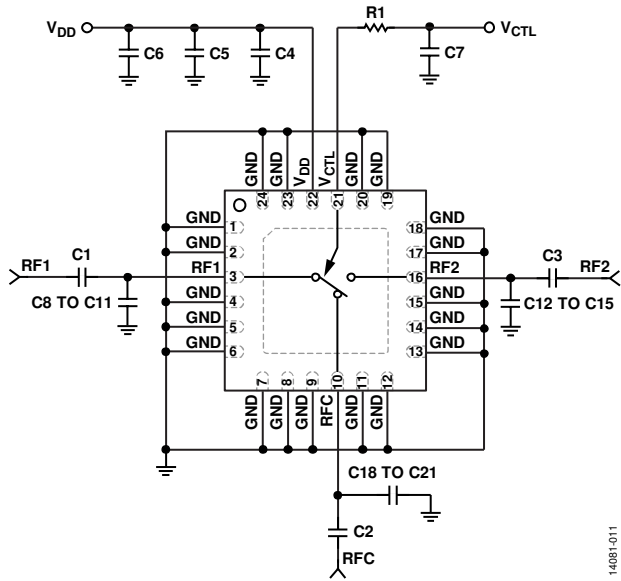 VDD
C6
C5
C4
R1
C7
VCTL
GND
GND
VDD
VCTL
GND
GND
24
23
22
21
20
19
GND
1
18
GND
GND
2
17
GND
RF1
C1
RF1
3
16
RF2
C3
RF2
C8 TO C11
GND
4
15
GND
C12 TO C15
GND
5
14
GND
GND
6
13
GND
7
8
9
10
11
12
GND
GND
GND
RFC
GND
GND
C18 TO C21
C2
RFC
14081-011